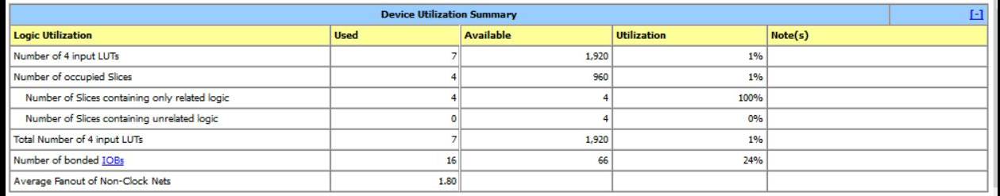 Device Utilization Summary [-]
Logic Utilization Used Available Utilization Note(s)
Number of 4 input LUTs 7 1,920 1%
Number of occupied Slices 4 960 1%
Number of Slices containing only related logic 4 4 100%
Number of Slices containing unrelated logic 0 4 0%
Total Number of 4 input LUTs 7 1,920 1%
Number of bonded IOBs 16 66 24%
Average Fanout of Non-Clock Nets 1.80